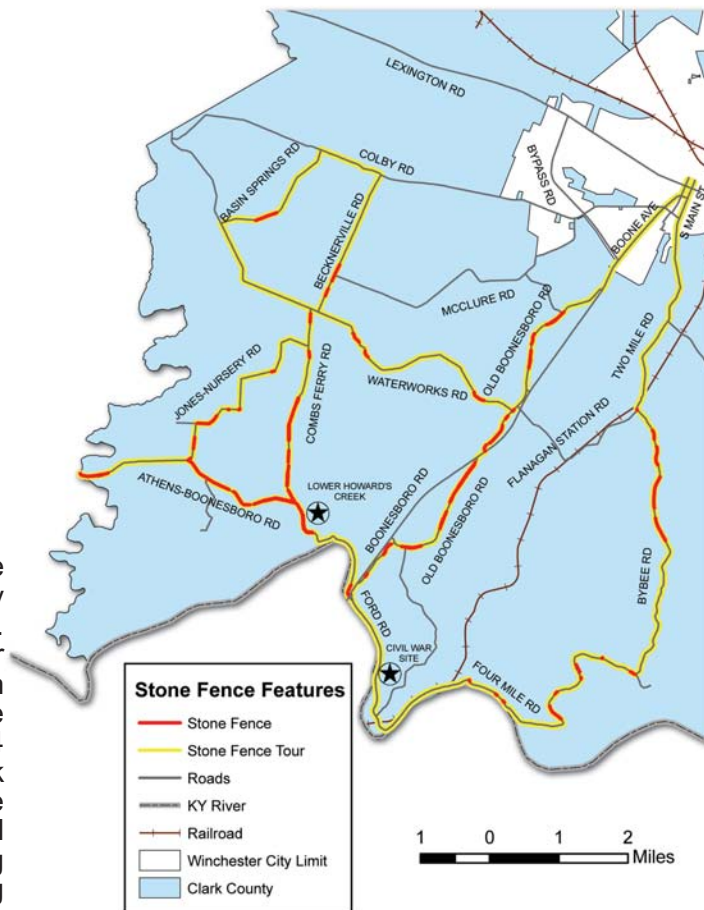 LEXINGTON RD
COLBY RD
BASIN SPRINGS RD
BECKNERVILLE RD
BYPASS RD
BOONE AVE
S MAIN ST
MCCLURE RD
OLD BOONESBORO RD
TWO MILE RD
JONES-NURSERY RD
COMBS FERRY RD
WATERWORKS RD
FLANAGAN STATION RD
ATHENS-BOONESBORO RD
LOWER HOWARD'S
CREEK
BOONESBORO RD
OLD BOONESBORO RD
BYBEE RD
FORD RD
CIVIL WAR
SITE
FOUR MILE RD
Stone Fence Features
Stone Fence
Stone Fence Tour
Roads
KY River
Railroad
Winchester City Limit
Clark County
1 0 1 2
Miles